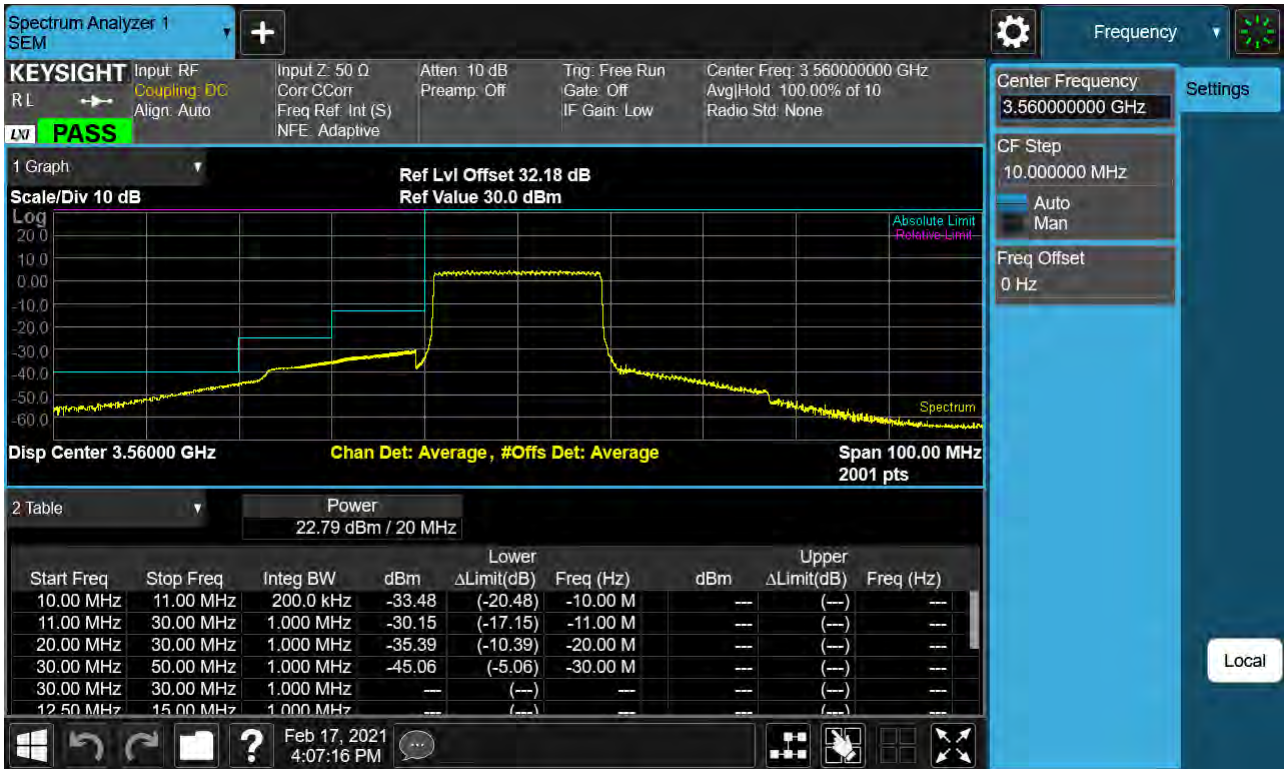 Spectrum Analyzer 1
SEM
+
Frequency
KEYSIGHT
R L
LXI
PASS
Input: RF
Coupling: DC
Align: Auto
Input Z: 50 Ω
Corr CCorr
Freq Ref: Int (S)
NFE: Adaptive
Atten: 10 dB
Preamp: Off
Trig: Free Run
Gate: Off
IF Gain: Low
Center Freq: 3.560000000 GHz
Avg|Hold: 100.00% of 10
Radio Std: None
Center Frequency
3.560000000 GHz
Settings
CF Step
10.000000 MHz
Auto
Man
Freq Offset
0 Hz
1 Graph
Scale/Div 10 dB
Ref Lvl Offset 32.18 dB
Ref Value 30.0 dBm
Log
20.0
10.0
0.00
-10.0
-20.0
-30.0
-40.0
-50.0
-60.0
Absolute Limit
Relative Limit
Spectrum
Disp Center 3.56000 GHz
Chan Det: Average, #Offs Det: Average
Span 100.00 MHz
2001 pts
2 Table
Power
22.79 dBm / 20 MHz
Lower Upper
Start Freq Stop Freq Integ BW dBm ΔLimit(dB) Freq (Hz) dBm ΔLimit(dB) Freq (Hz)
10.00 MHz 11.00 MHz 200.0 kHz -33.48 (-20.48) -10.00 M --- (---) ---
11.00 MHz 30.00 MHz 1.000 MHz -30.15 (-17.15) -11.00 M --- (---) ---
20.00 MHz 30.00 MHz 1.000 MHz -35.39 (-10.39) -20.00 M --- (---) ---
30.00 MHz 50.00 MHz 1.000 MHz -45.06 (-5.06) -30.00 M --- (---) ---
30.00 MHz 30.00 MHz 1.000 MHz --- (---) --- --- (---) ---
12.50 MHz 15.00 MHz 1.000 MHz --- (---) --- --- (---) ---
Local
?
Feb 17, 2021
4:07:16 PM